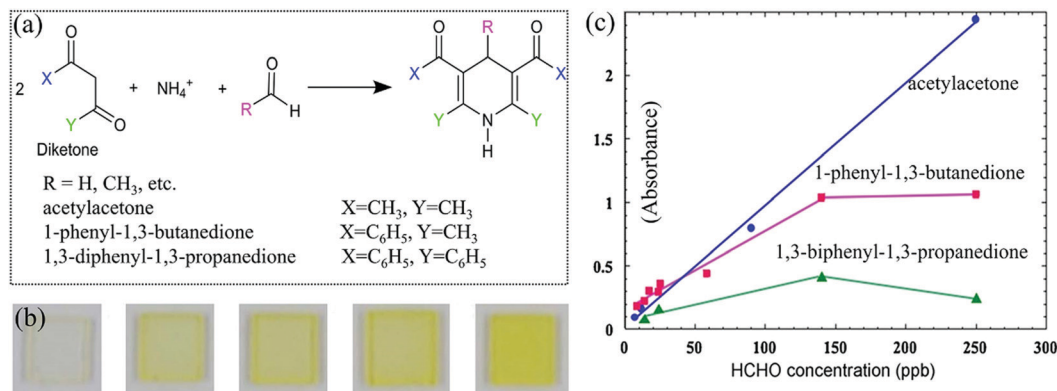 (a)
O
O
R
O
X
2
+ NH₄⁺ +
O
X
X
Y
O
R
H
Y
N
Y
H
Diketone
R = H, CH₃, etc.
acetylacetone X=CH₃, Y=CH₃
1-phenyl-1,3-butanedione X=C₆H₅, Y=CH₃
1,3-diphenyl-1,3-propanedione X=C₆H₅, Y=C₆H₅
(b)
(c)
2.5
2
1.5
1
0.5
0
(Absorbance)
acetylacetone
1-phenyl-1,3-butanedione
1,3-biphenyl-1,3-propanedione
0 50 100 150 200 250 300
HCHO concentration (ppb)